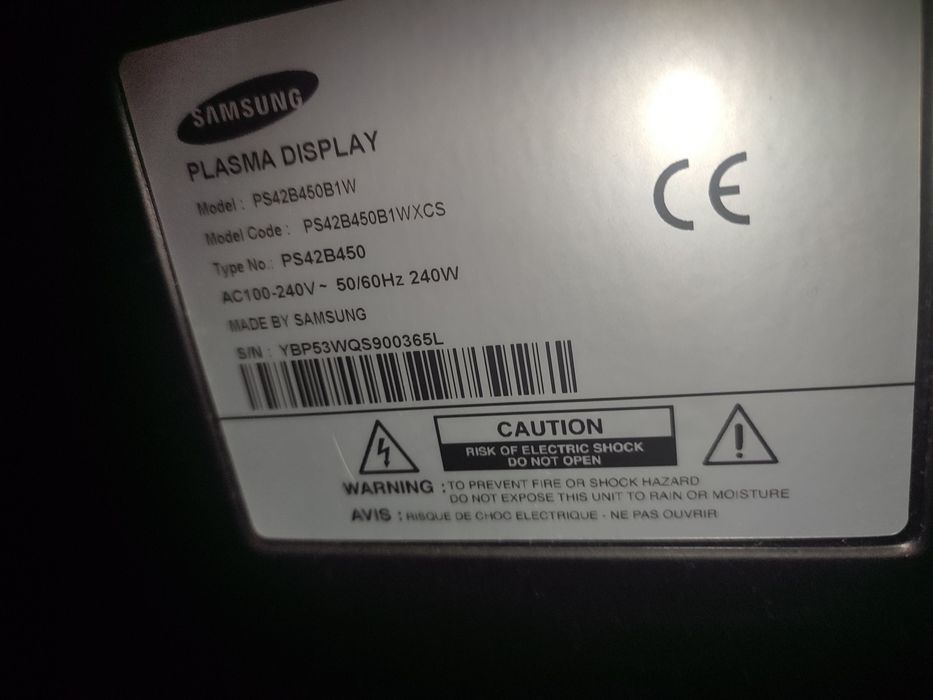 SAMSUNG
PLASMA DISPLAY
Model : PS42B450B1W
Model Code : PS42B450B1WXCS
Type No.: PS42B450
AC100-240V~ 50/60Hz 240W
MADE BY SAMSUNG
S/N : YBP53WQS900365L
CE
CAUTION
RISK OF ELECTRIC SHOCK
DO NOT OPEN
WARNING : TO PREVENT FIRE OR SHOCK HAZARD
DO NOT EXPOSE THIS UNIT TO RAIN OR MOISTURE
AVIS : RISQUE DE CHOC ELECTRIQUE - NE PAS OUVRIR